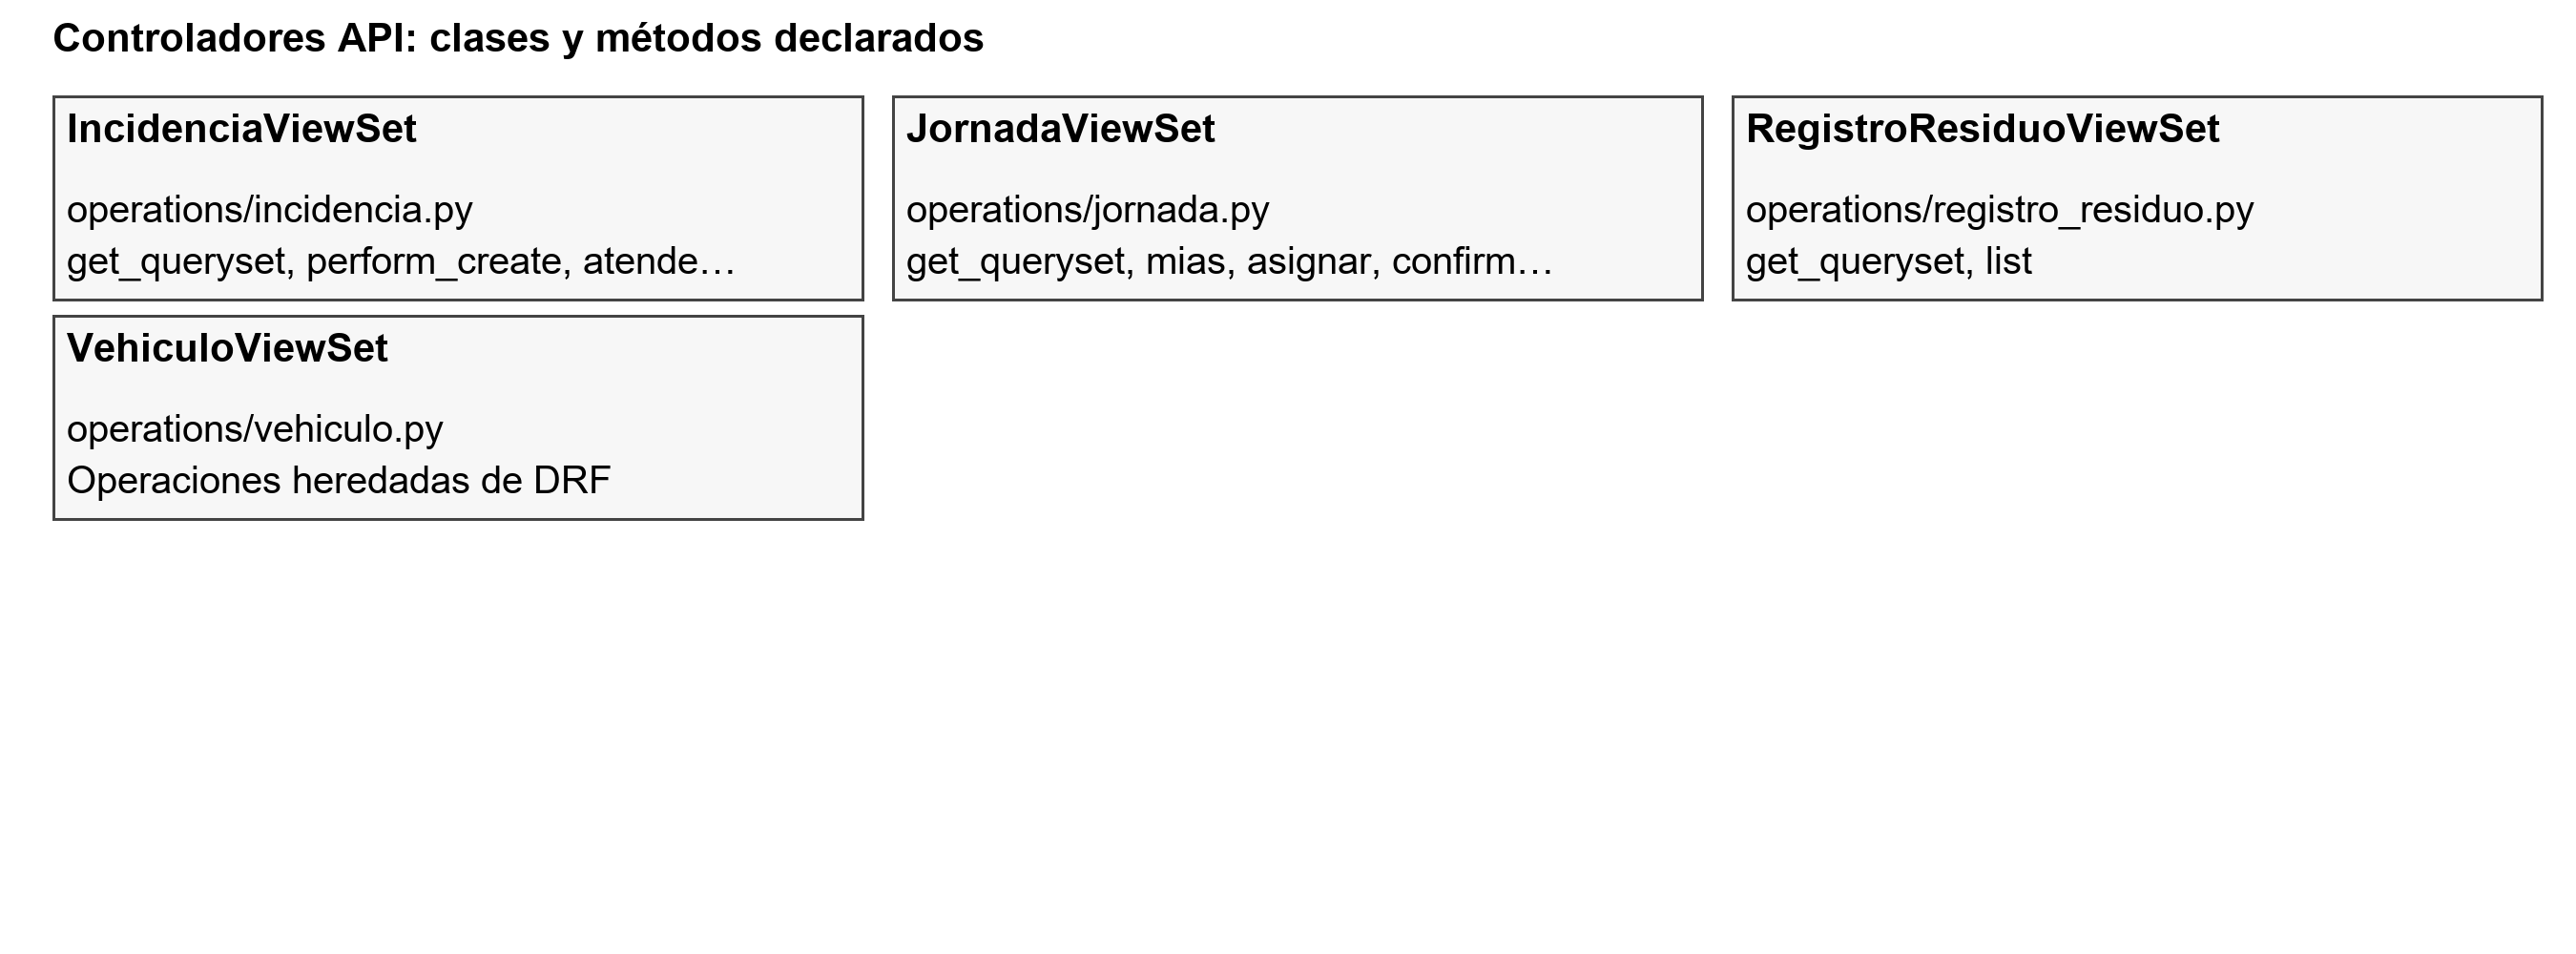 Controladores API: clases y métodos declarados
IncidenciaViewSet
operations/incidencia.py
get_queryset, perform_create, atende…
JornadaViewSet
operations/jornada.py
get_queryset, mias, asignar, confirm…
RegistroResiduoViewSet
operations/registro_residuo.py
get_queryset, list
VehiculoViewSet
operations/vehiculo.py
Operaciones heredadas de DRF